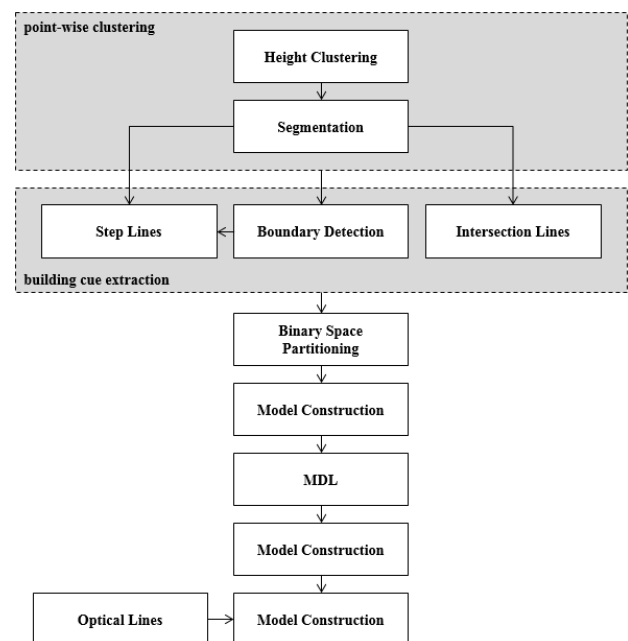 point-wise clustering
Height Clustering
Segmentation
Step Lines
Boundary Detection
Intersection Lines
building cue extraction
Binary Space
Partitioning
Model Construction
MDL
Model Construction
Optical Lines
Model Construction